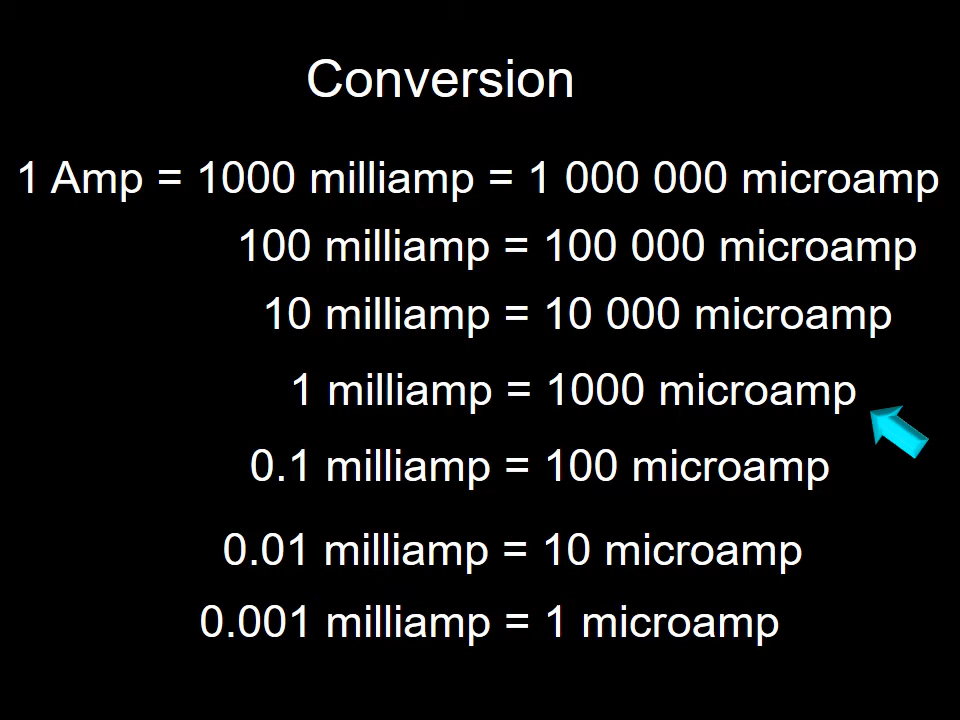 Conversion
1 Amp = 1000 milliamp = 1 000 000 microamp
100 milliamp = 100 000 microamp
10 milliamp = 10 000 microamp
1 milliamp = 1000 microamp
0.1 milliamp = 100 microamp
0.01 milliamp = 10 microamp
0.001 milliamp = 1 microamp